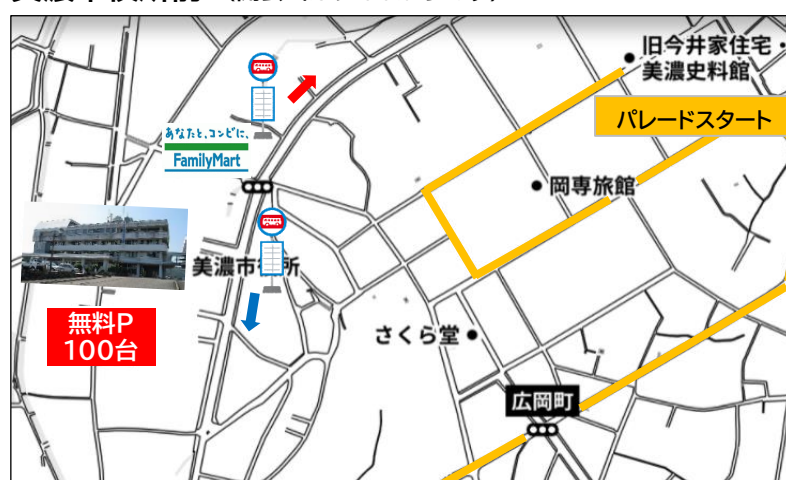 旧今井家住宅・
美濃史料館
パレードスタート
あなたと、コンビに、
FamilyMart
岡専旅館
美濃市役所
無料P
100台
さくら堂
広岡町